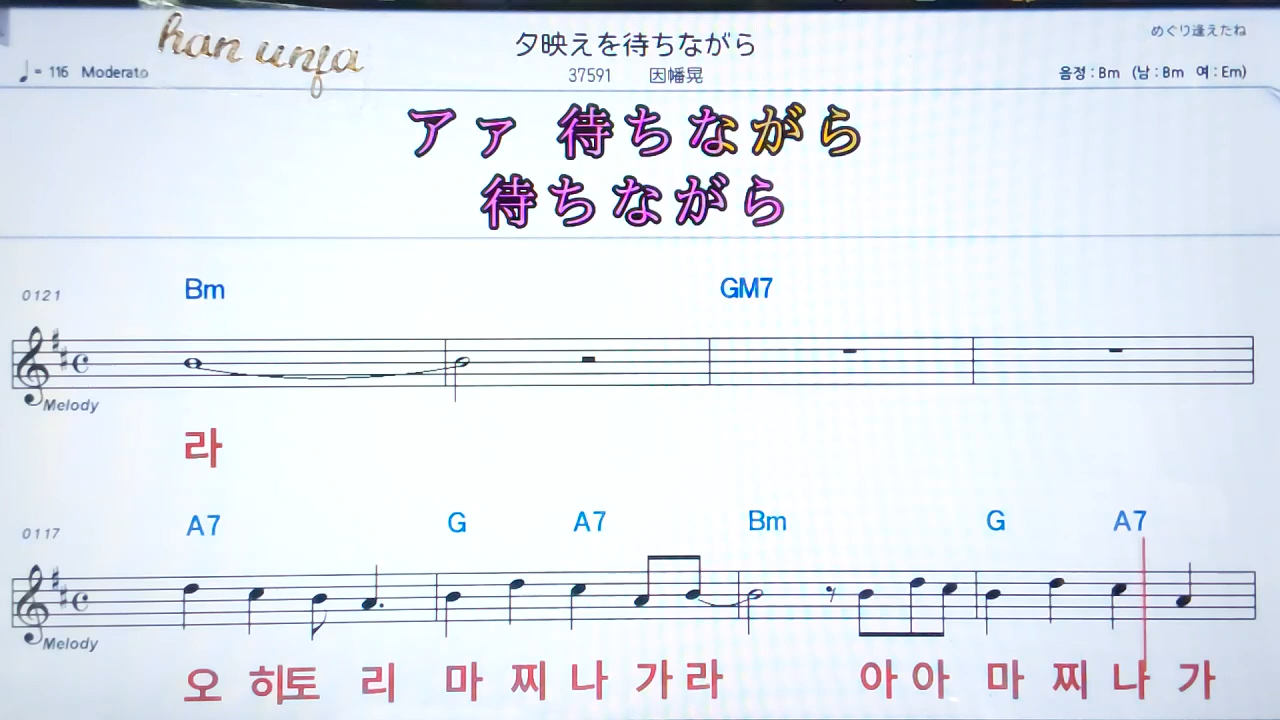 han unja
夕映えを待ちながら
めぐり逢えたね
♩= 116 Moderato
37591 因幡晃
음정 : Bm (남 : Bm 여 : Em)
アァ 待ちながら
待ちながら
0121 Bm GM7
Melody
라
0117 A7 G A7 Bm G A7
Melody
오 히토 리 마 찌 나 가 라 아 아 마 찌 나 가